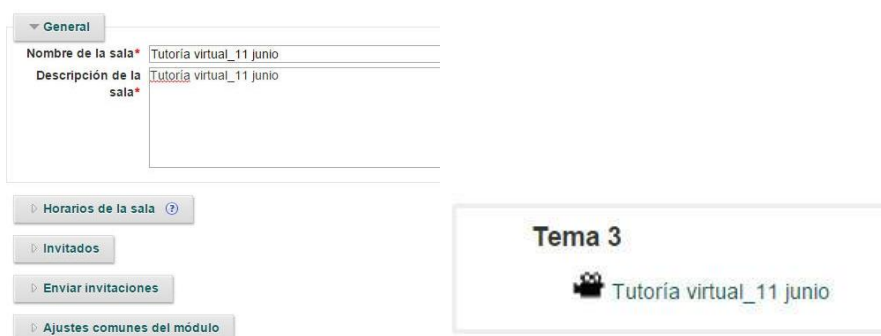 General
Nombre de la sala* Tutoría virtual_11 junio
Descripción de la Tutoría virtual_11 junio
sala*
Horarios de la sala ?
Invitados
Enviar invitaciones
Ajustes comunes del módulo
Tema 3
Tutoría virtual_11 junio